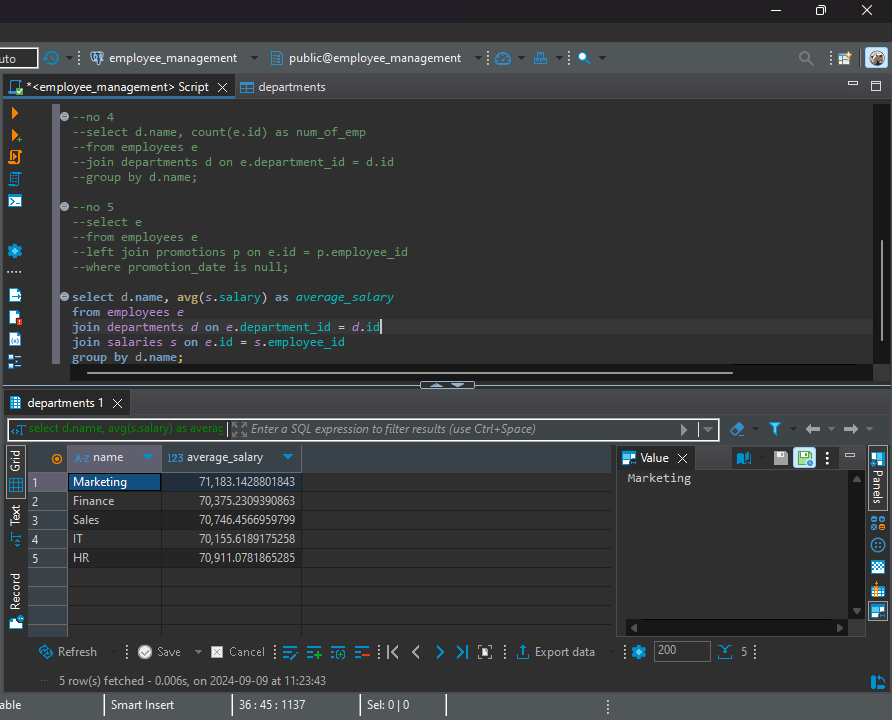 uto
employee_management
public@employee_management
*<employee_management> Script
departments
--no 4
--select d.name, count(e.id) as num_of_emp
--from employees e
--join departments d on e.department_id = d.id
--group by d.name;
--no 5
--select e
--from employees e
--left join promotions p on e.id = p.employee_id
--where promotion_date is null;
select d.name, avg(s.salary) as average_salary
from employees e
join departments d on e.department_id = d.id
join salaries s on e.id = s.employee_id
group by d.name;
departments 1
select d.name, avg(s.salary) as averag
Enter a SQL expression to filter results (use Ctrl+Space)
Grid
Text
Record
A-Z name
123 average_salary
1 Marketing 71,183.1428801843
2 Finance 70,375.2309390863
3 Sales 70,746.4566959799
4 IT 70,155.6189175258
5 HR 70,911.0781865285
Value
Marketing
Panels
Refresh
Save
Cancel
Export data
200
5
5 row(s) fetched - 0.006s, on 2024-09-09 at 11:23:43
able
Smart Insert
36 : 45 : 1137
Sel: 0 | 0